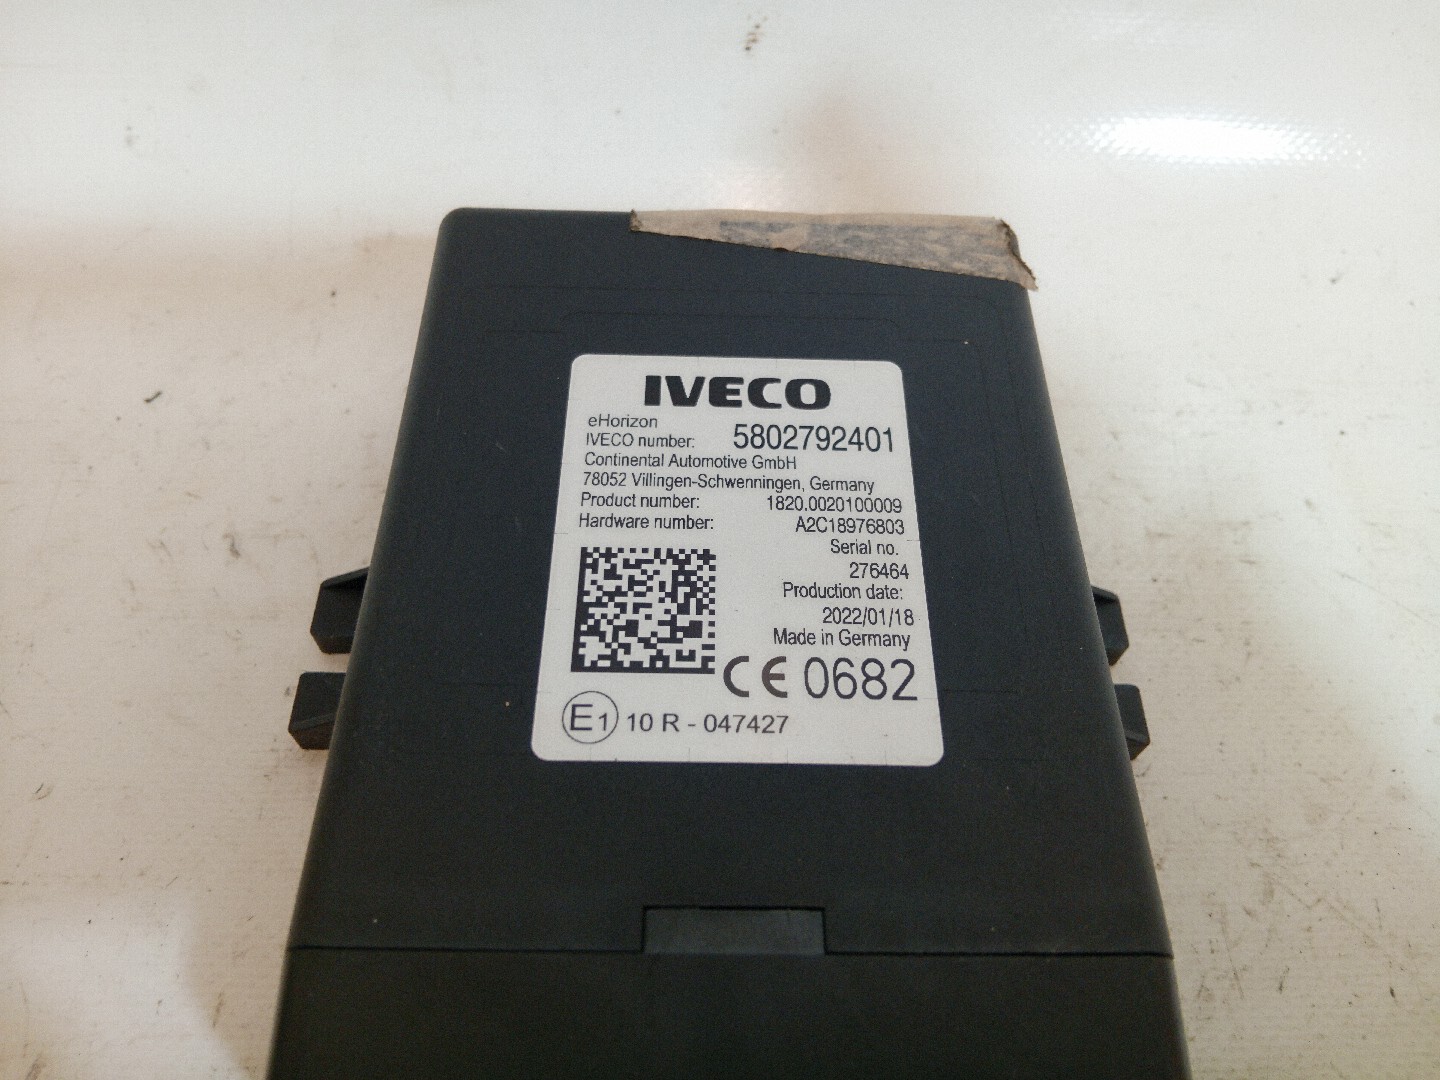 IVECO
eHorizon
IVECO number: 5802792401
Continental Automotive GmbH
78052 Villingen-Schwenningen, Germany
Product number: 1820.0020100009
Hardware number: A2C18976803
Serial no.
276464
Production date:
2022/01/18
Made in Germany
CE 0682
E1 10 R - 047427